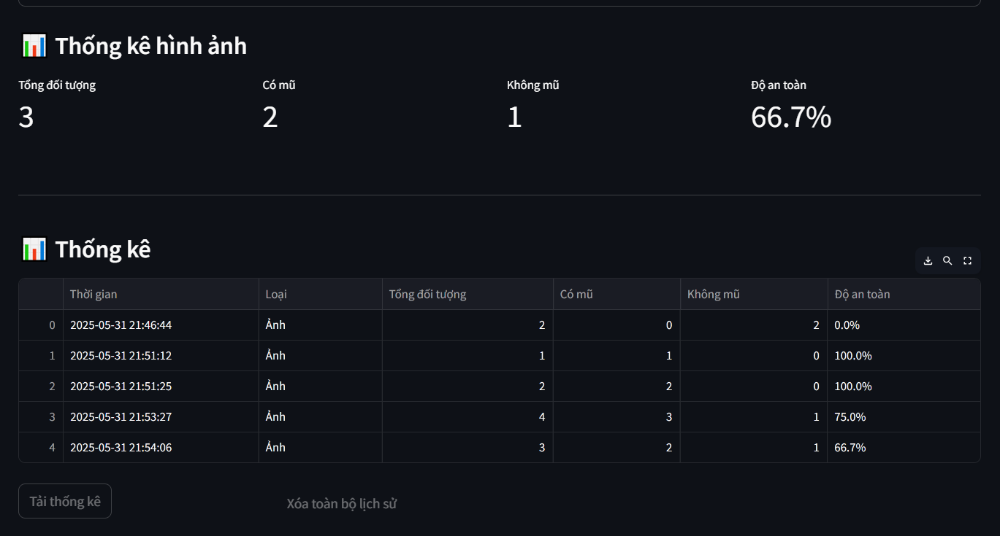 📊 Thống kê hình ảnh
Tổng đối tượng Có mũ Không mũ Độ an toàn
3 2 1 66.7%
📊 Thống kê
Thời gian Loại Tổng đối tượng Có mũ Không mũ Độ an toàn
0 2025-05-31 21:46:44 Ảnh 2 0 2 0.0%
1 2025-05-31 21:51:12 Ảnh 1 1 0 100.0%
2 2025-05-31 21:51:25 Ảnh 2 2 0 100.0%
3 2025-05-31 21:53:27 Ảnh 4 3 1 75.0%
4 2025-05-31 21:54:06 Ảnh 3 2 1 66.7%
Tải thống kê Xóa toàn bộ lịch sử